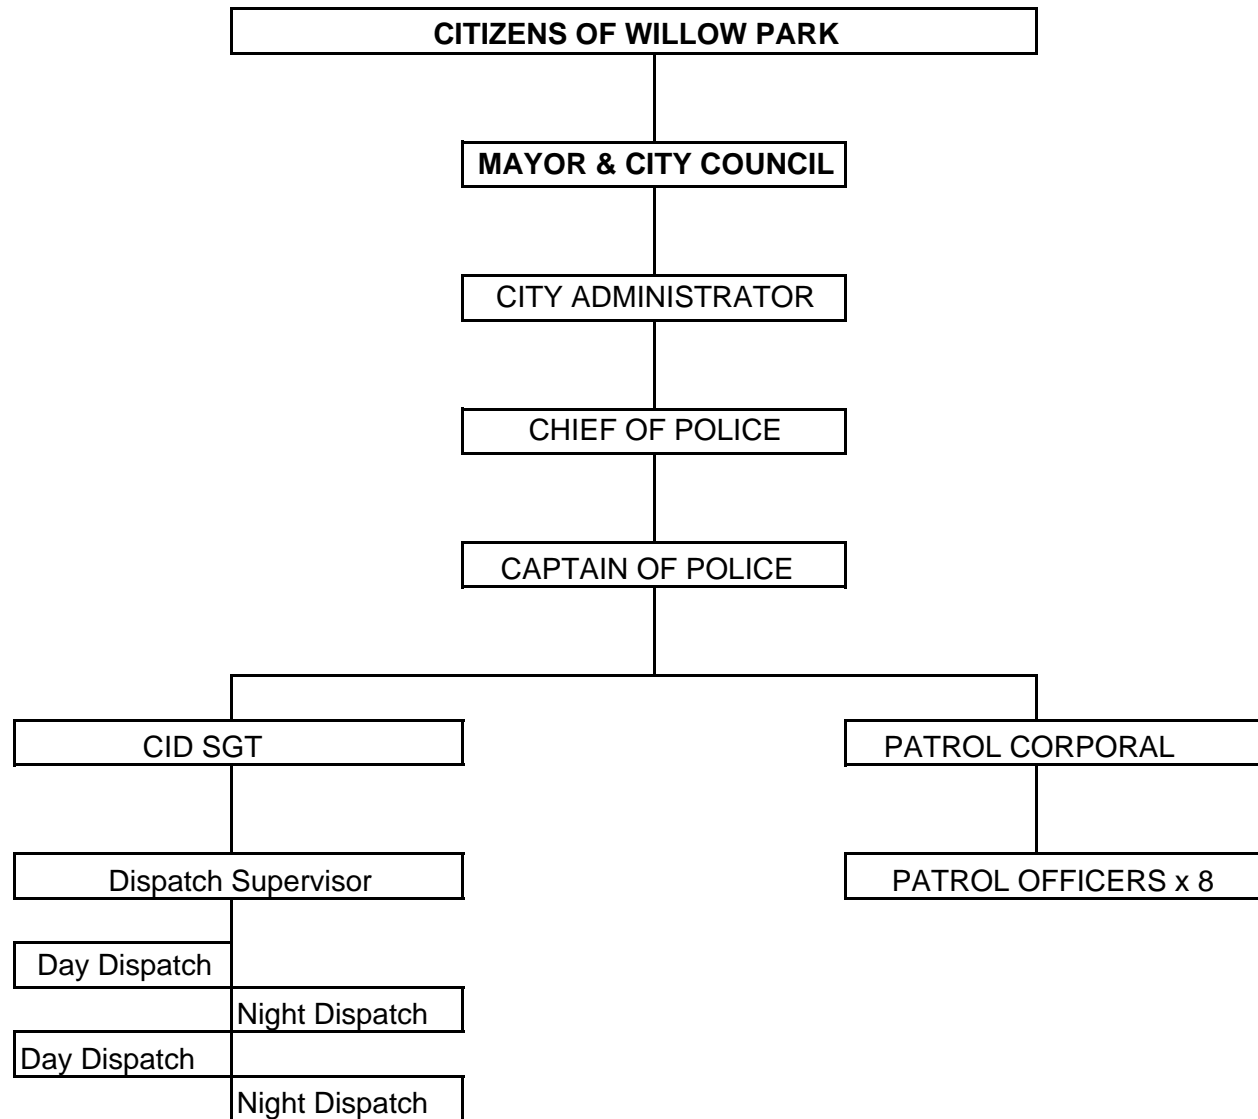 CITIZENS OF WILLOW PARK
MAYOR & CITY COUNCIL
CITY ADMINISTRATOR
CHIEF OF POLICE
CAPTAIN OF POLICE
CID SGT
PATROL CORPORAL
Dispatch Supervisor
PATROL OFFICERS x 8
Day Dispatch
Night Dispatch
Day Dispatch
Night Dispatch